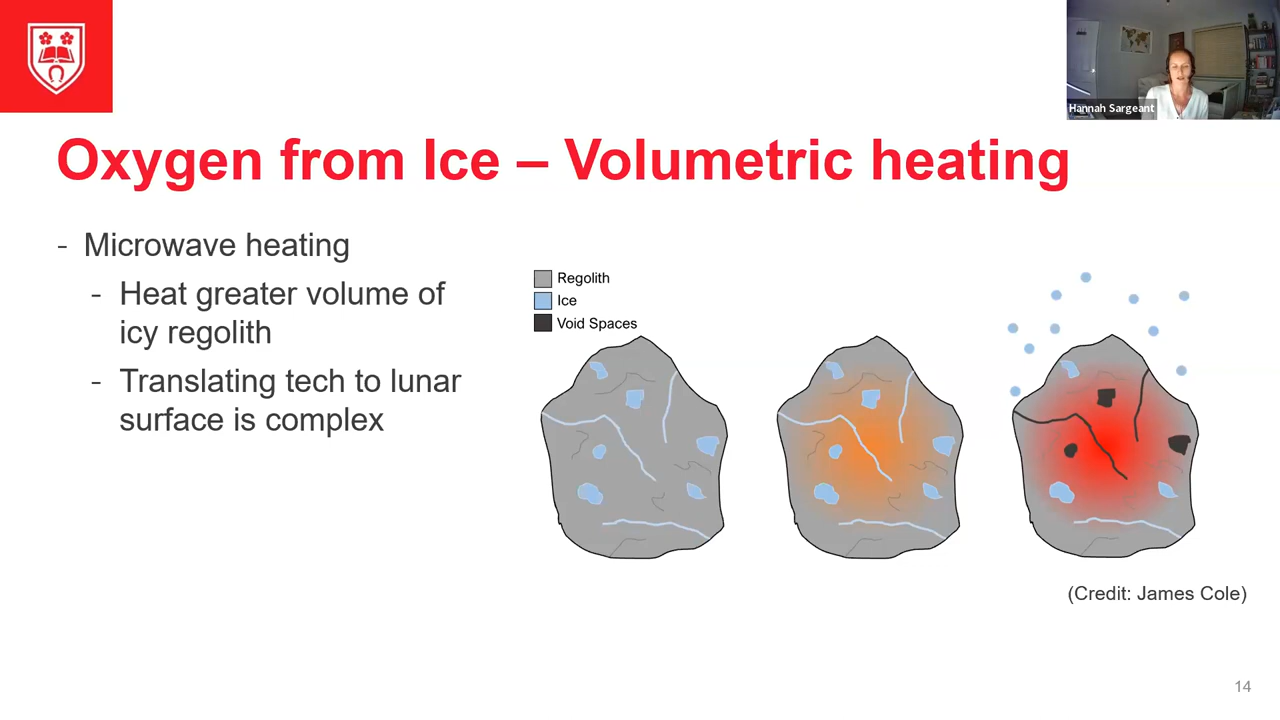 Hannah Sargeant
Oxygen from Ice – Volumetric heating
- Microwave heating
- Heat greater volume of
icy regolith
- Translating tech to lunar
surface is complex
Regolith
Ice
Void Spaces
(Credit: James Cole)
14